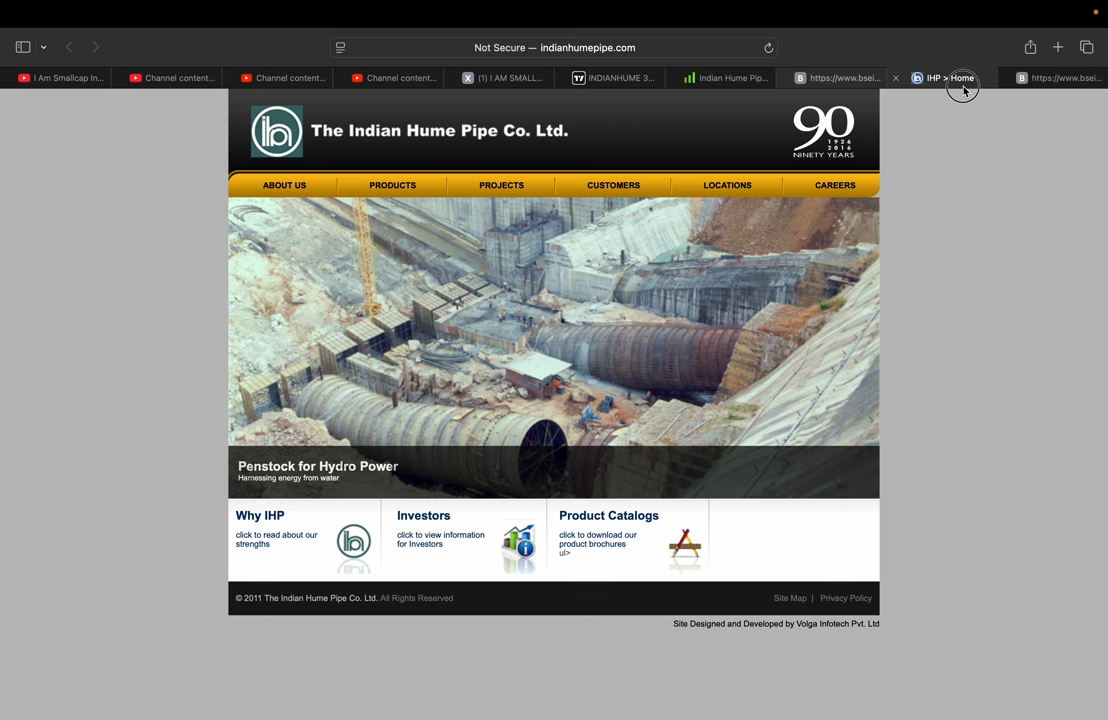 Not Secure — indianhumepipe.com
I Am Smallcap In...
Channel content...
Channel content...
Channel content...
X (1) I AM SMALL...
INDIANHUME 3...
Indian Hume Pip...
B https://www.bsei...
IHP > Home
B https://www.bsei...
The Indian Hume Pipe Co. Ltd.
90
1926
2016
NINETY YEARS
ABOUT US
PRODUCTS
PROJECTS
CUSTOMERS
LOCATIONS
CAREERS
Penstock for Hydro Power
Harnessing energy from water
Why IHP
click to read about our
strengths
Investors
click to view information
for Investors
Product Catalogs
click to download our
product brochures
ul>
© 2011 The Indian Hume Pipe Co. Ltd. All Rights Reserved
Site Map | Privacy Policy
Site Designed and Developed by Volga Infotech Pvt. Ltd